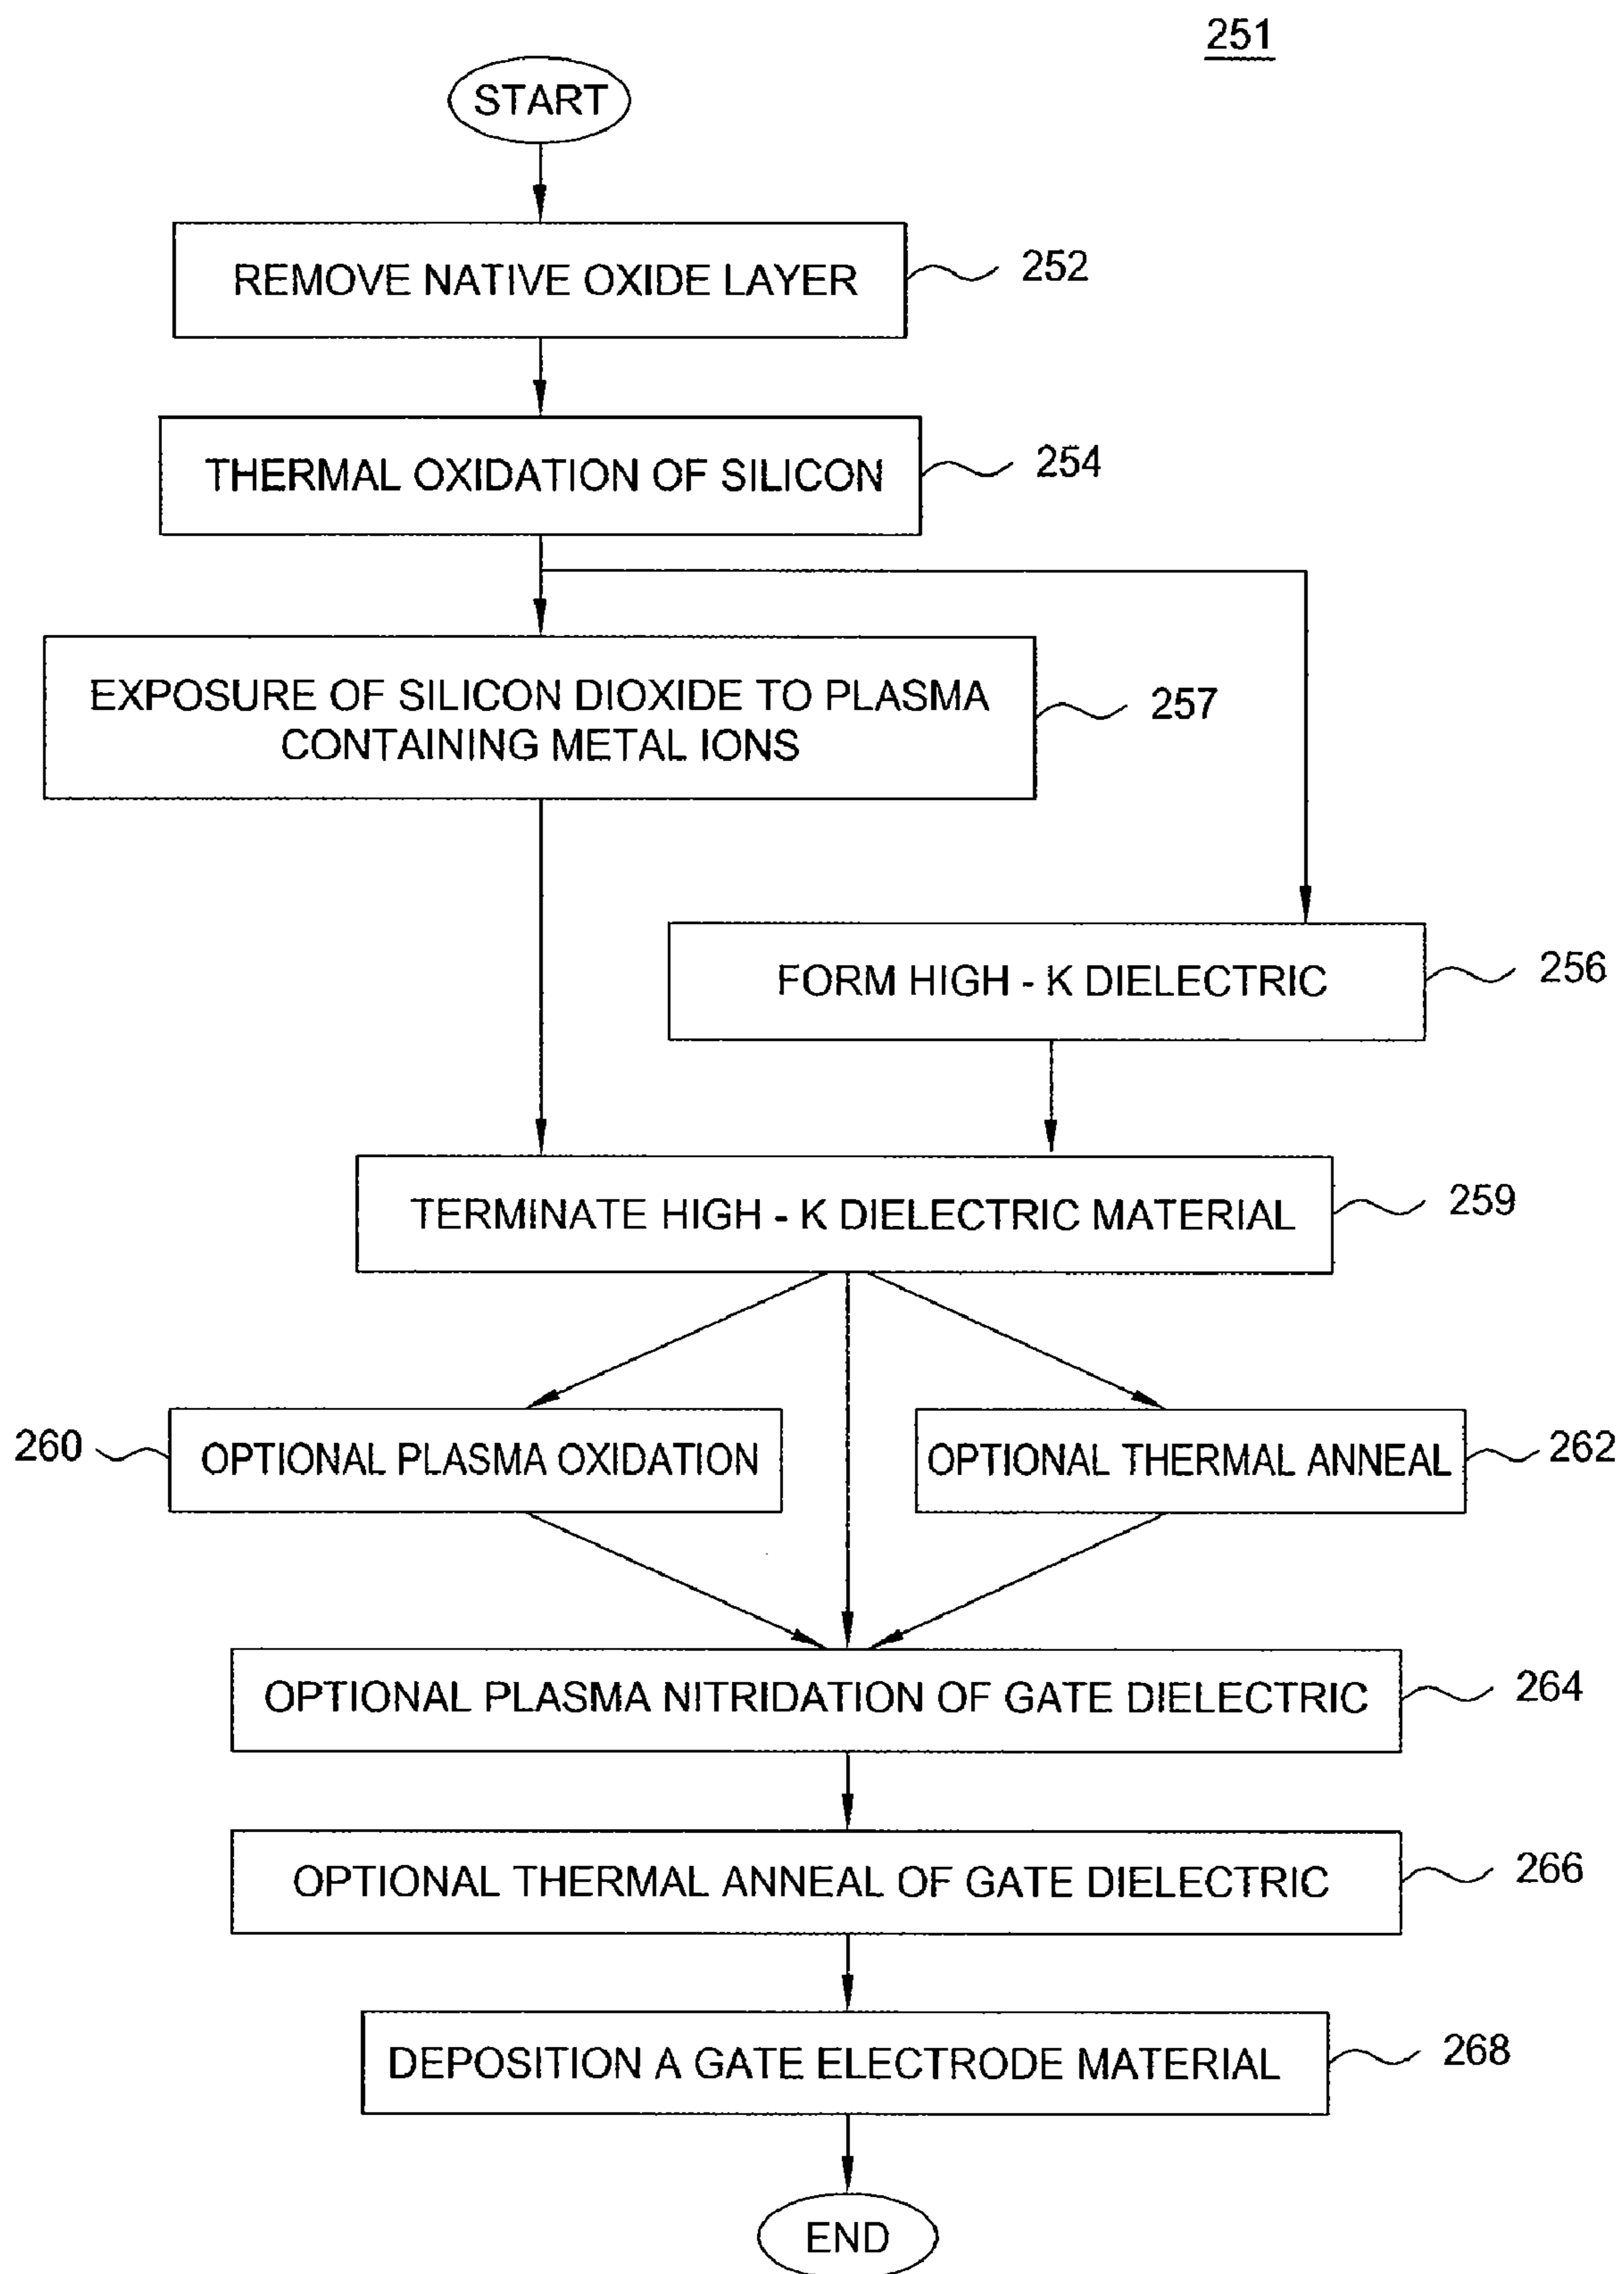 251
START
REMOVE NATIVE OXIDE LAYER
252
THERMAL OXIDATION OF SILICON
254
EXPOSURE OF SILICON DIOXIDE TO PLASMA
CONTAINING METAL IONS
257
FORM HIGH - K DIELECTRIC
256
TERMINATE HIGH - K DIELECTRIC MATERIAL
259
260
OPTIONAL PLASMA OXIDATION
OPTIONAL THERMAL ANNEAL
262
OPTIONAL PLASMA NITRIDATION OF GATE DIELECTRIC
264
OPTIONAL THERMAL ANNEAL OF GATE DIELECTRIC
266
DEPOSITION A GATE ELECTRODE MATERIAL
268
END